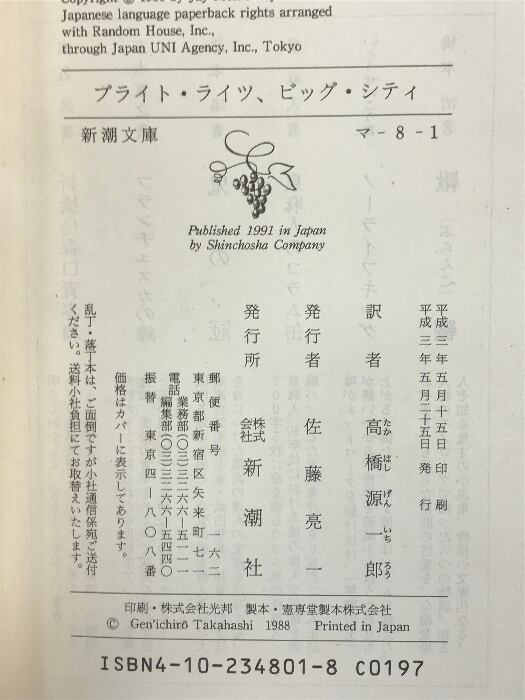 Japanese language paperback rights arranged
with Random House, Inc.,
through Japan UNI Agency, Inc., Tokyo
ブライト・ライツ、ビッグ・シティ
新潮文庫
マ-8-1
Published 1991 in Japan
by Shinchosha Company
平成三年五月十五日印刷
平成三年五月二十五日発行
訳者 高橋源一郎
たか はし げん いち ろう
発行者 佐藤亮一
発行所 株式会社 新潮社
郵便番号 一六二
東京都新宿区矢来町七一
電話 業務部(〇三)三二六六―五一一一
編集部(〇三)三二六六―五四四〇
振替 東京四―八〇八番
価格はカバーに表示してあります。
乱丁・落丁本は、ご面倒ですが小社通信係宛ご送付
ください。送料小社負担にてお取替えいたします。
印刷・株式会社光邦 製本・憲専堂製本株式会社
© Gen'ichirō Takahashi 1988 Printed in Japan
ISBN4-10-234801-8 C0197